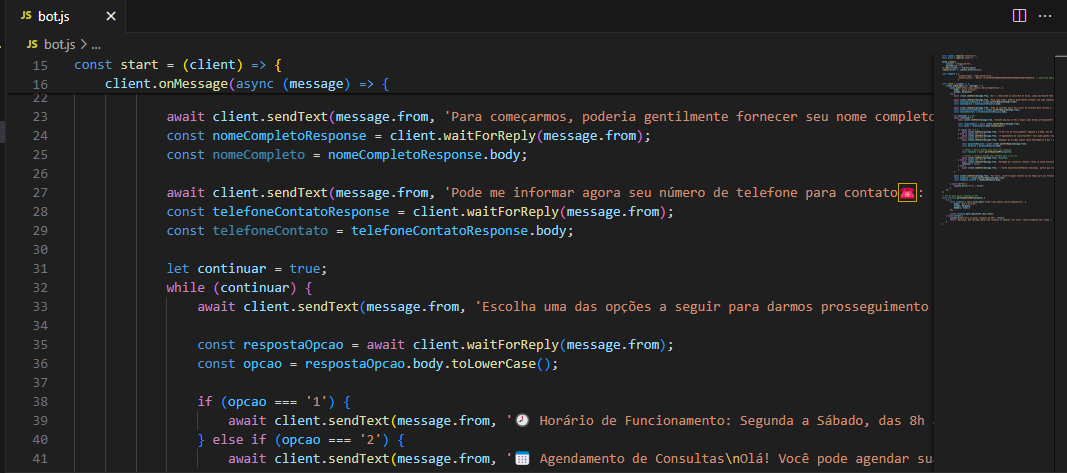 JS bot.js ×
JS bot.js > ...
15 const start = (client) => {
16 client.onMessage(async (message) => {
22
23 await client.sendText(message.from, 'Para começarmos, poderia gentilmente fornecer seu nome completo
24 const nomeCompletoResponse = client.waitForReply(message.from);
25 const nomeCompleto = nomeCompletoResponse.body;
26
27 await client.sendText(message.from, 'Pode me informar agora seu número de telefone para contato☎️:
28 const telefoneContatoResponse = client.waitForReply(message.from);
29 const telefoneContato = telefoneContatoResponse.body;
30
31 let continuar = true;
32 while (continuar) {
33 await client.sendText(message.from, 'Escolha uma das opções a seguir para darmos prosseguimento
34
35 const respostaOpcao = await client.waitForReply(message.from);
36 const opcao = respostaOpcao.body.toLowerCase();
37
38 if (opcao === '1') {
39 await client.sendText(message.from, '🕗 Horário de Funcionamento: Segunda a Sábado, das 8h
40 } else if (opcao === '2') {
41 await client.sendText(message.from, '📅 Agendamento de Consultas\nOlá! Você pode agendar sua